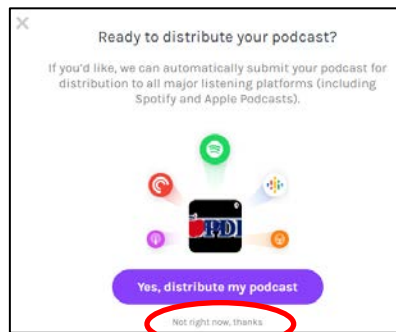 Ready to distribute your podcast?
If you'd like, we can automatically submit your podcast for
distribution to all major listening platforms (including
Spotify and Apple Podcasts).
PDI
Yes, distribute my podcast
Not right now, thanks